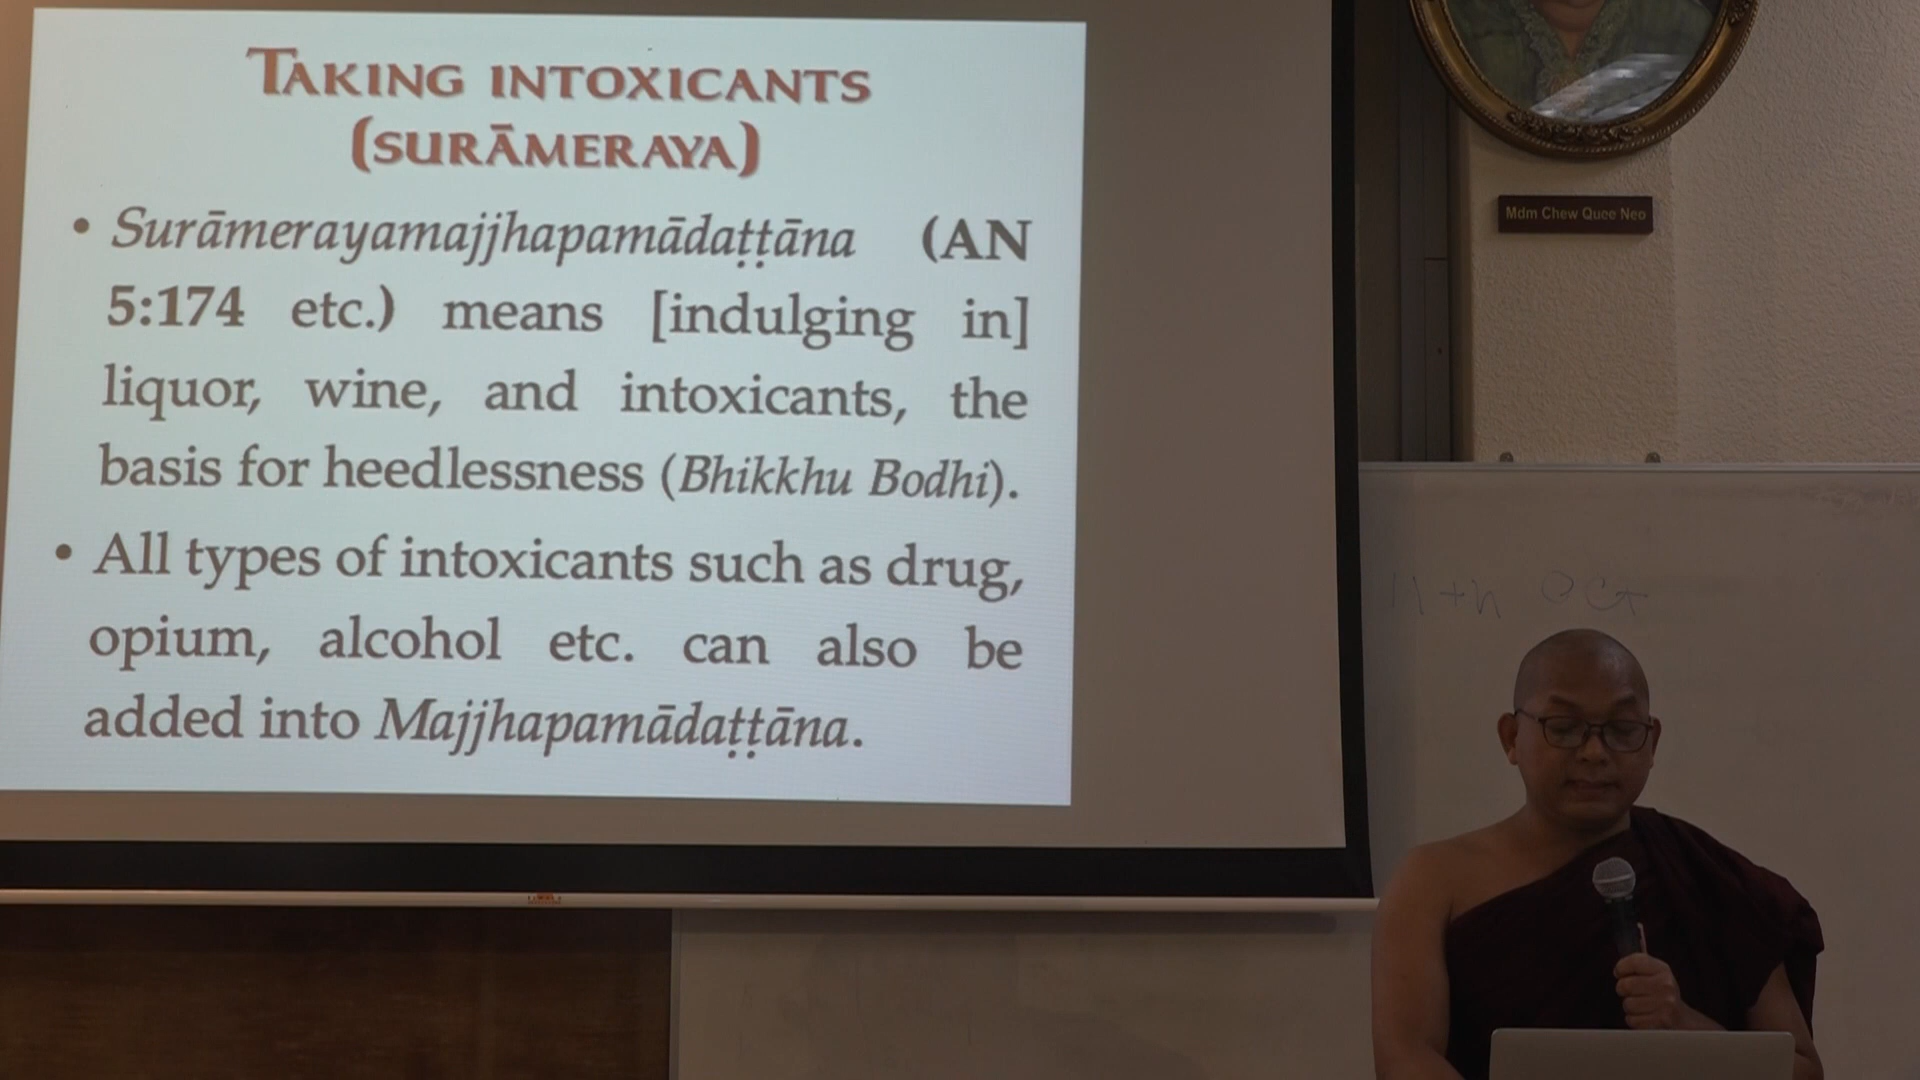 TAKING INTOXICANTS
(SURĀMERAYA)
• Surāmerayamajjhapamādaṭṭāna (AN
5:174 etc.) means [indulging in]
liquor, wine, and intoxicants, the
basis for heedlessness (Bhikkhu Bodhi).
• All types of intoxicants such as drug,
opium, alcohol etc. can also be
added into Majjhapamādaṭṭāna.
Mdm Chew Quee Neo